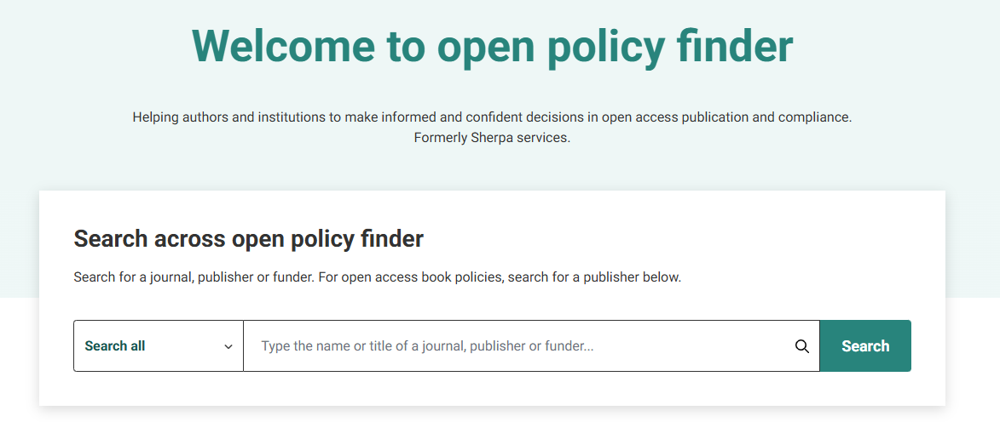 Welcome to open policy finder
Helping authors and institutions to make informed and confident decisions in open access publication and compliance.
Formerly Sherpa services.
Search across open policy finder
Search for a journal, publisher or funder. For open access book policies, search for a publisher below.
Search all
Type the name or title of a journal, publisher or funder...
Search